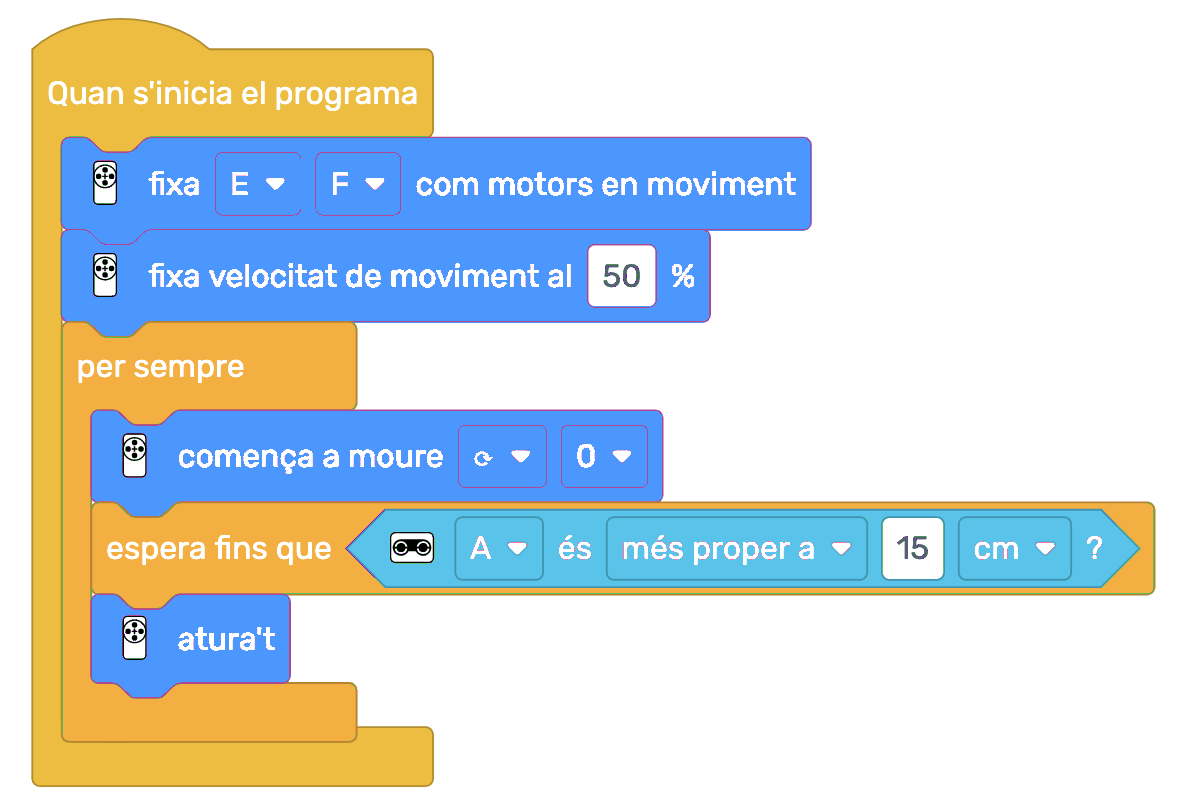 Quan s'inicia el programa
fixa E F com motors en moviment
fixa velocitat de moviment al 50 %
per sempre
comença a moure ⟳ 0
espera fins que A és més proper a 15 cm ?
atura't